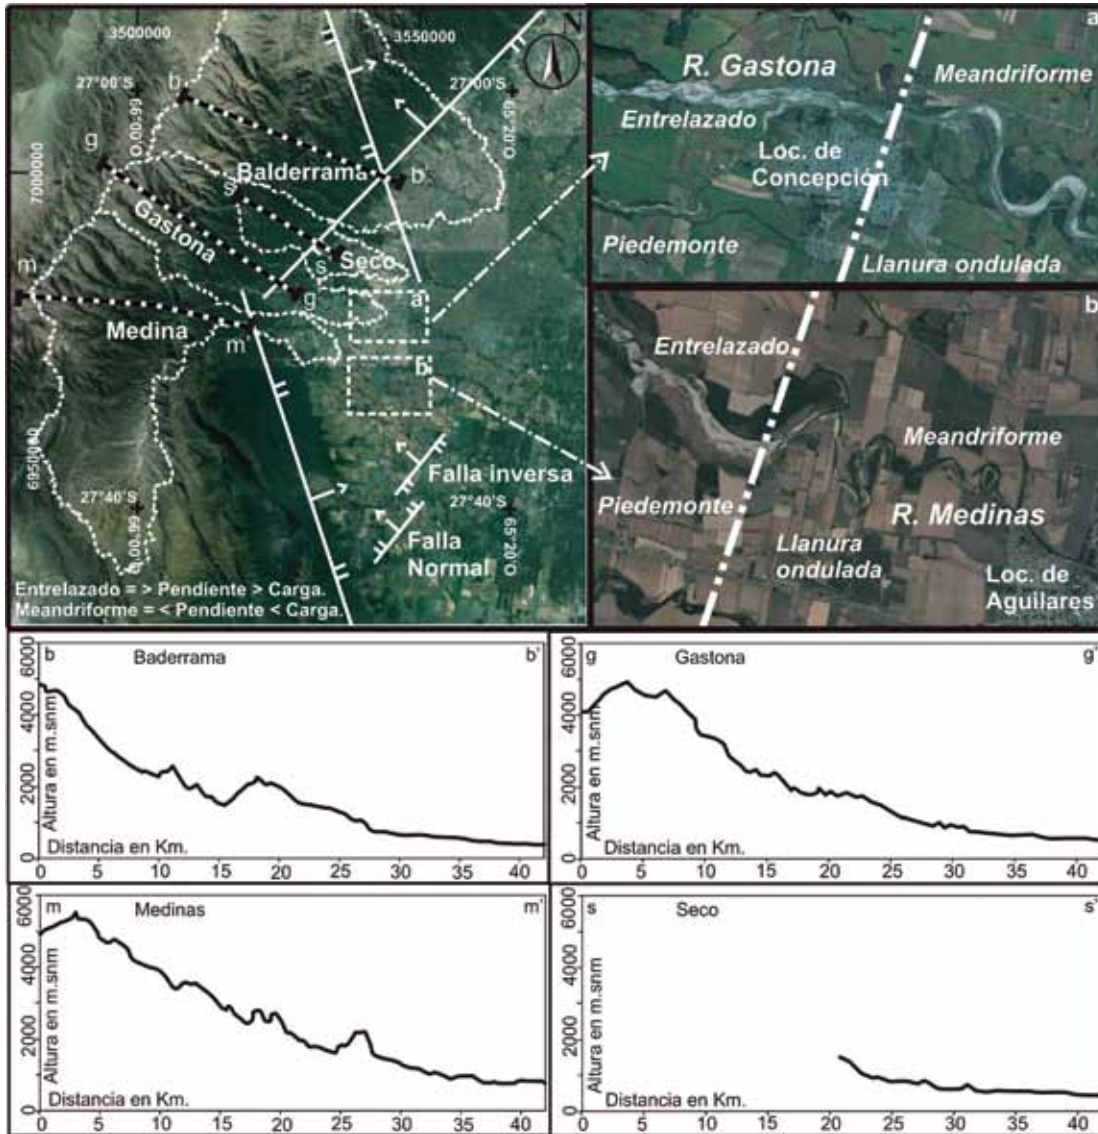 3500000
3550000
N
27°00'S
27°00'S
66°00'O
65°20'O
7000000
6950000
b
g
s
m
Balderrama
b'
Gastona
s'
Seco
g'
Medina
m'
a
b
27°40'S
66°00'O
Falla inversa
27°40'S
65°20'O
Falla
Normal
Entrelazado = > Pendiente > Carga.
Meandriforme = < Pendiente < Carga.
a
R. Gastona
Meandriforme
Entrelazado
Loc. de
Concepción
Piedemonte
Llanura ondulada
b
Entrelazado
Meandriforme
Piedemonte
R. Medinas
Llanura
ondulada
Loc. de
Aguilares
b Baderrama b'
6000
4000
2000
0
Altura en m.snm
Distancia en Km.
0 5 10 15 20 25 30 35 40
g Gastona g'
6000
4000
2000
0
Altura en m.snm
Distancia en Km.
0 5 10 15 20 25 30 35 40
m Medinas m'
6000
4000
2000
0
Altura en m.snm
Distancia en Km.
0 5 10 15 20 25 30 35 40
s Seco s'
6000
4000
2000
0
Altura en m.snm
Distancia en Km.
0 5 10 15 20 25 30 35 40